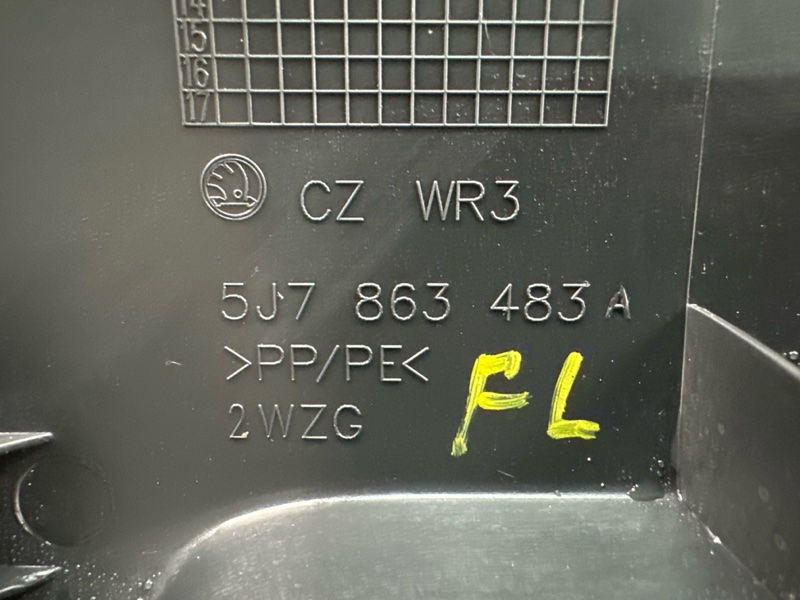 14
15
16
17
CZ WR3
5J7 863 483 A
>PP/PE<
2WZG
FL